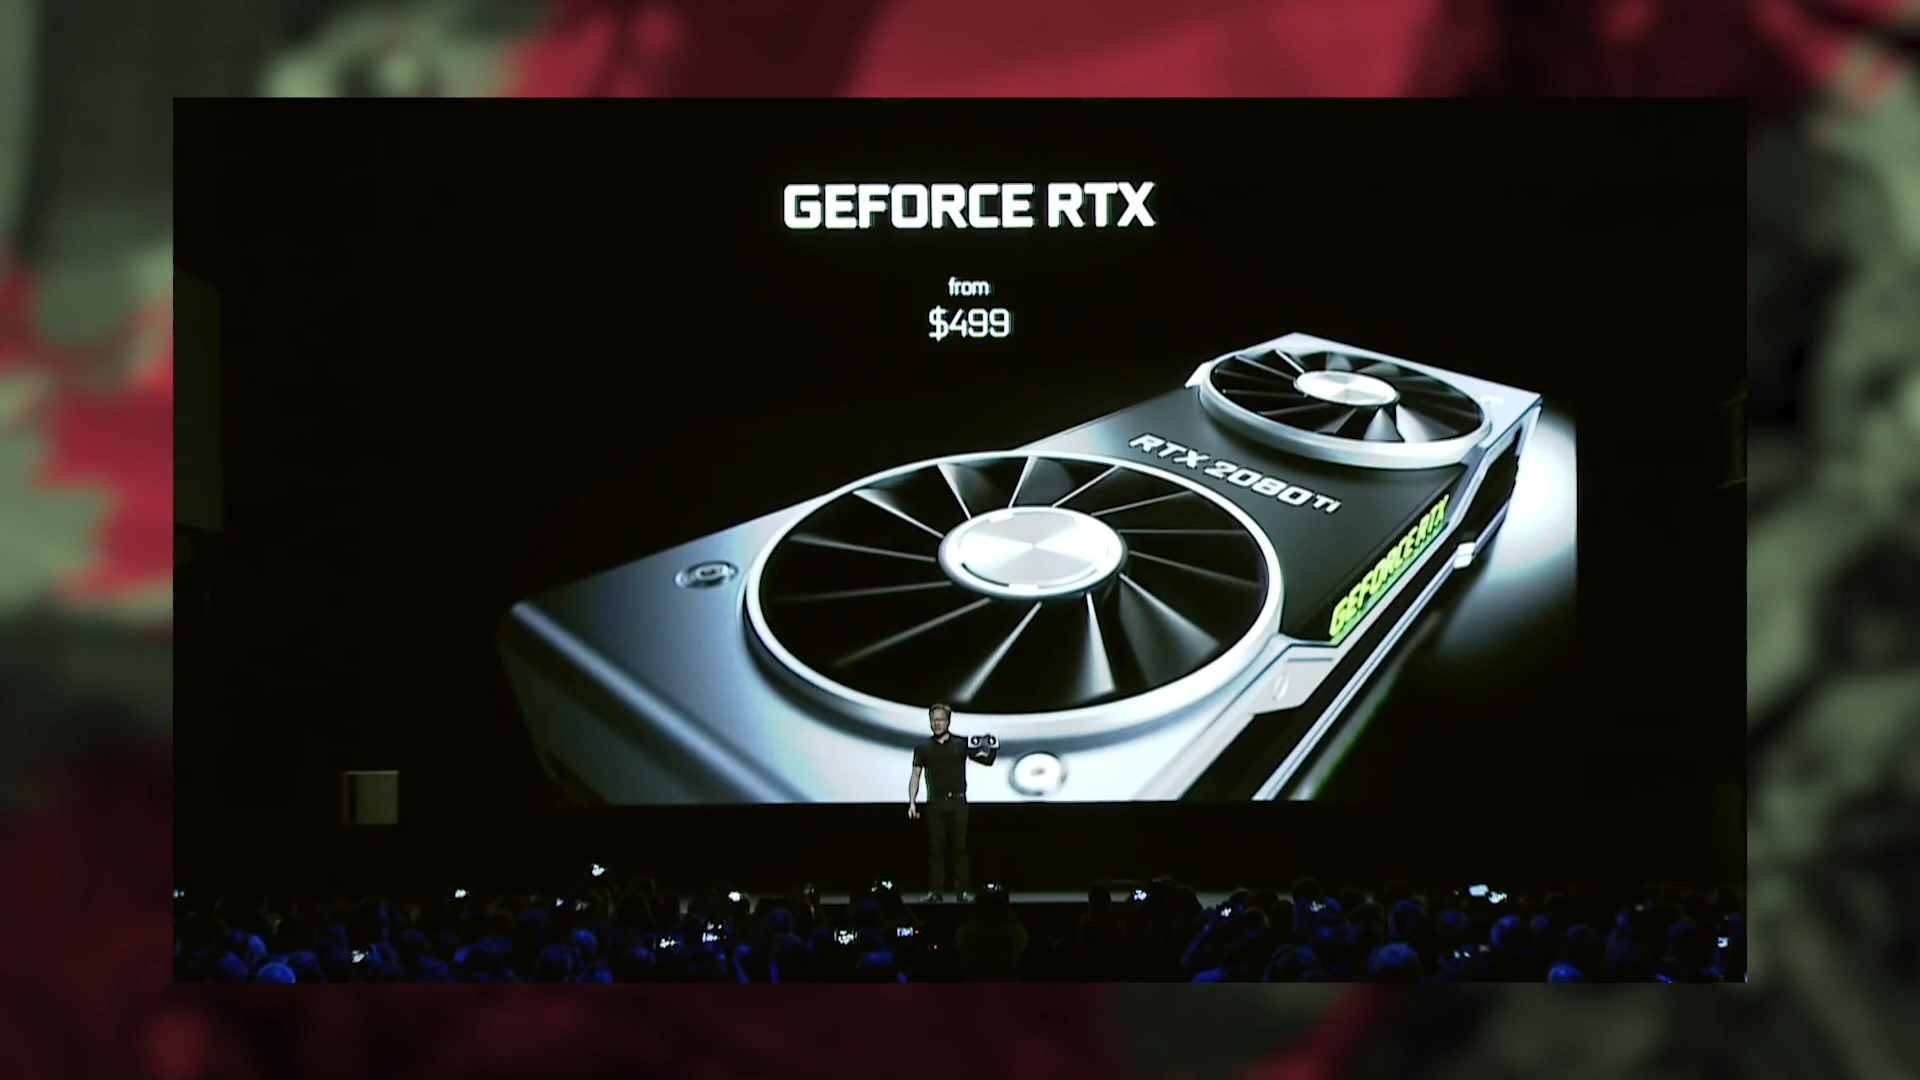 GEFORCE RTX
from
$499
RTX 2080 Ti
GEFORCE RTX